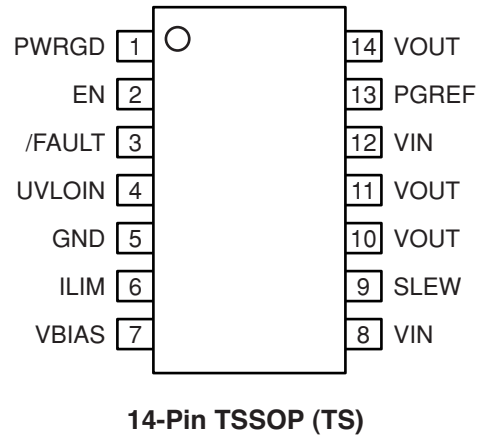 PWRGD 1 14 VOUT
EN 2 13 PGREF
/FAULT 3 12 VIN
UVLOIN 4 11 VOUT
GND 5 10 VOUT
ILIM 6 9 SLEW
VBIAS 7 8 VIN
14-Pin TSSOP (TS)